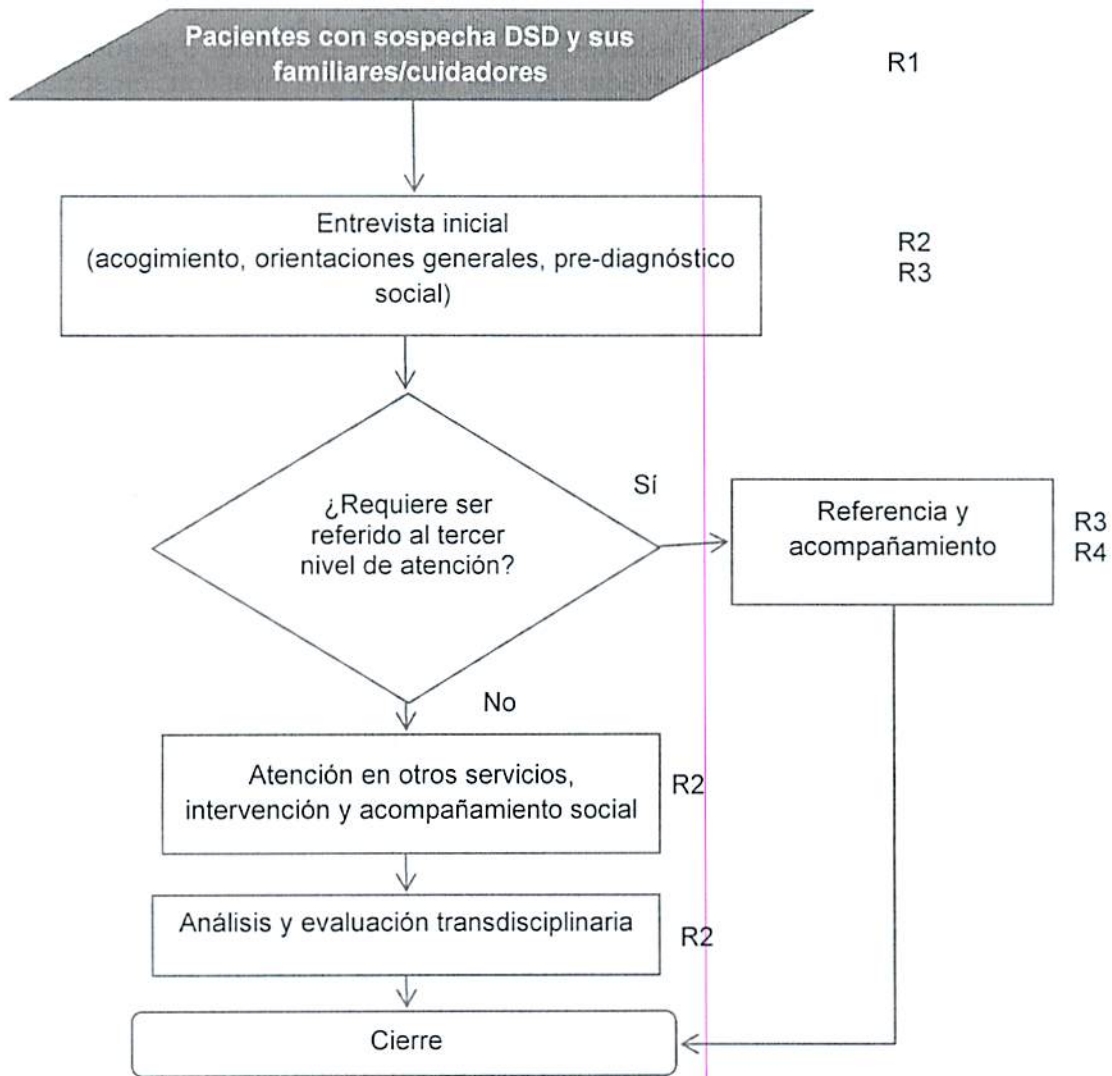 Pacientes con sospecha DSD y sus
familiares/cuidadores
R1
Entrevista inicial
(acogimiento, orientaciones generales, pre-diagnóstico
social)
R2
R3
¿Requiere ser
referido al tercer
nivel de atención?
Sí
Referencia y
acompañamiento
R3
R4
No
Atención en otros servicios,
intervención y acompañamiento social
R2
Análisis y evaluación transdisciplinaria
R2
Cierre